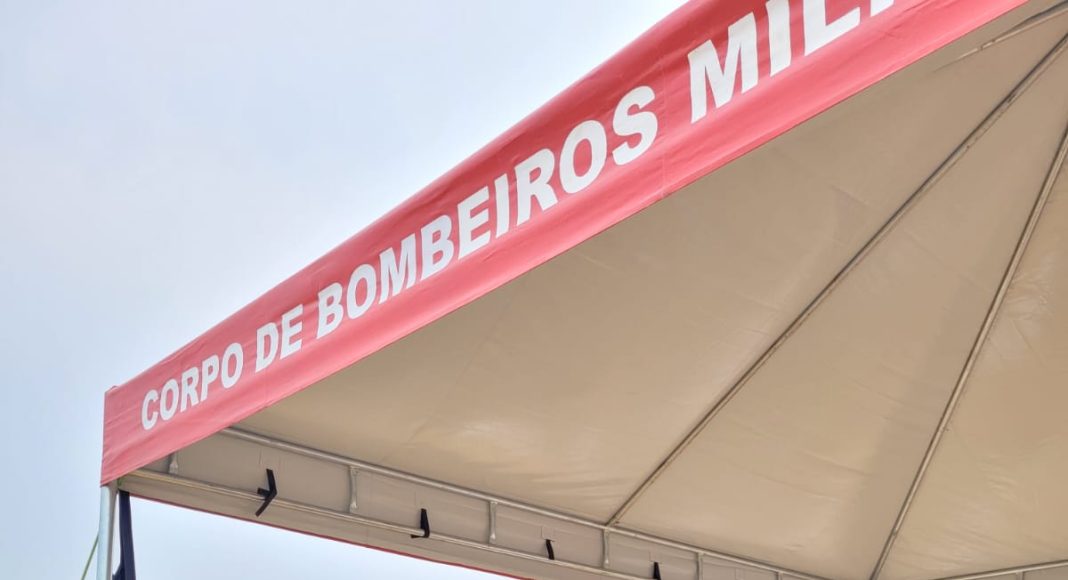 CORPO DE BOMBEIROS MIL